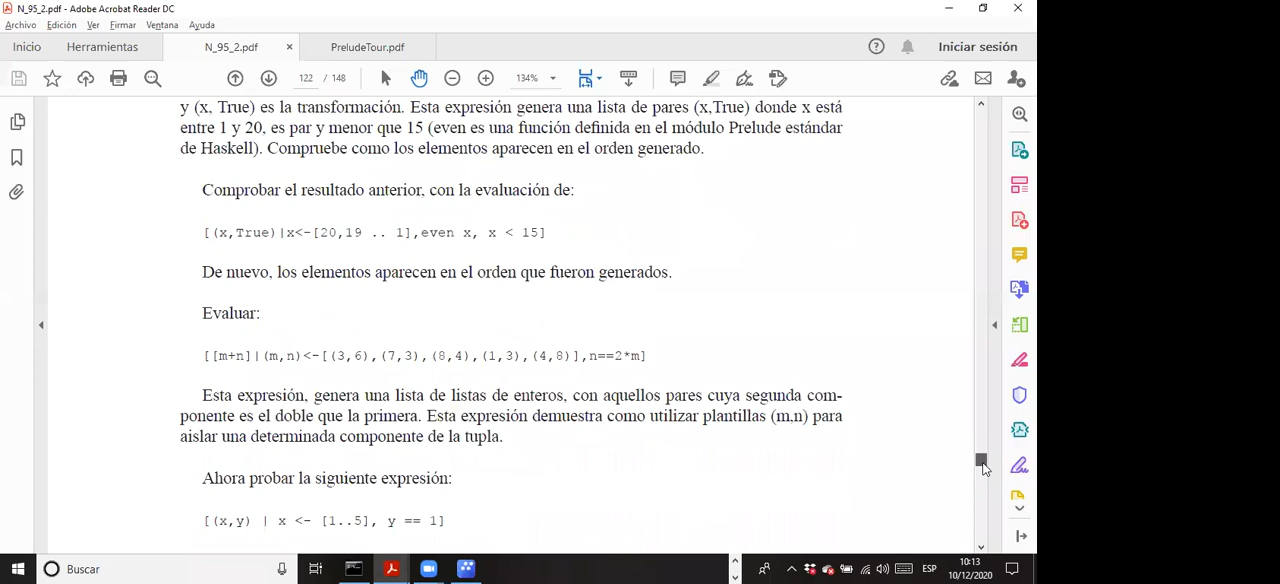 N_95_2.pdf - Adobe Acrobat Reader DC
Archivo Edición Ver Firmar Ventana Ayuda
Inicio Herramientas N_95_2.pdf × PreludeTour.pdf Iniciar sesión
122 / 148 134%
y (x, True) es la transformación. Esta expresión genera una lista de pares (x,True) donde x está
entre 1 y 20, es par y menor que 15 (even es una función definida en el módulo Prelude estándar
de Haskell). Compruebe como los elementos aparecen en el orden generado.
Comprobar el resultado anterior, con la evaluación de:
[(x,True)|x<-[20,19 .. 1],even x, x < 15]
De nuevo, los elementos aparecen en el orden que fueron generados.
Evaluar:
[[m+n]|(m,n)<-[(3,6),(7,3),(8,4),(1,3),(4,8)],n==2*m]
Esta expresión, genera una lista de listas de enteros, con aquellos pares cuya segunda com-
ponente es el doble que la primera. Esta expresión demuestra como utilizar plantillas (m,n) para
aislar una determinada componente de la tupla.
Ahora probar la siguiente expresión:
[(x,y) | x <- [1..5], y == 1]
Buscar ESP 10:13
10/12/2020